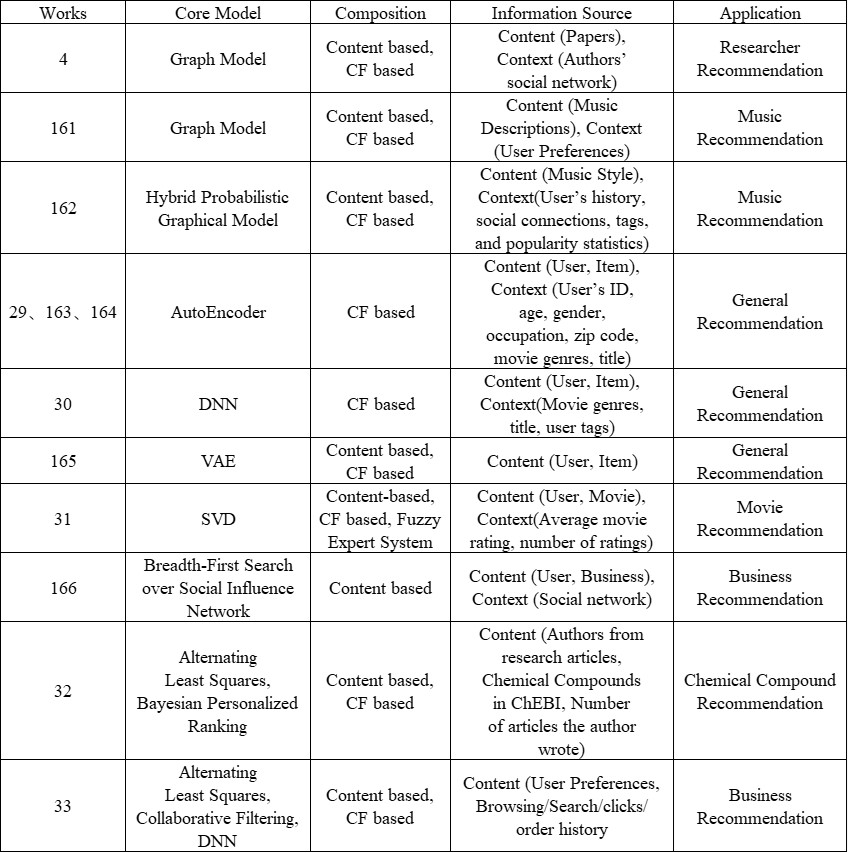 Works
Core Model
Composition
Information Source
Application
4
Graph Model
Content based,
CF based
Content (Papers),
Context (Authors’
social network)
Researcher
Recommendation
161
Graph Model
Content based,
CF based
Content (Music
Descriptions), Context
(User Preferences)
Music
Recommendation
162
Hybrid Probabilistic
Graphical Model
Content based,
CF based
Content (Music Style),
Context(User’s history,
social connections, tags,
and popularity statistics)
Music
Recommendation
29、163、164
AutoEncoder
CF based
Content (User, Item),
Context (User’s ID,
age, gender,
occupation, zip code,
movie genres, title)
General
Recommendation
30
DNN
CF based
Content (User, Item),
Context(Movie genres,
title, user tags)
General
Recommendation
165
VAE
Content based,
CF based
Content (User, Item)
General
Recommendation
31
SVD
Content-based,
CF based, Fuzzy
Expert System
Content (User, Movie),
Context(Average movie
rating, number of ratings)
Movie
Recommendation
166
Breadth-First Search
over Social Influence
Network
Content based
Content (User, Business),
Context (Social network)
Business
Recommendation
32
Alternating
Least Squares,
Bayesian Personalized
Ranking
Content based,
CF based
Content (Authors from
research articles,
Chemical Compounds
in ChEBI, Number
of articles the author
wrote)
Chemical Compound
Recommendation
33
Alternating
Least Squares,
Collaborative Filtering,
DNN
Content based,
CF based
Content (User Preferences,
Browsing/Search/clicks/
order history
Business
Recommendation